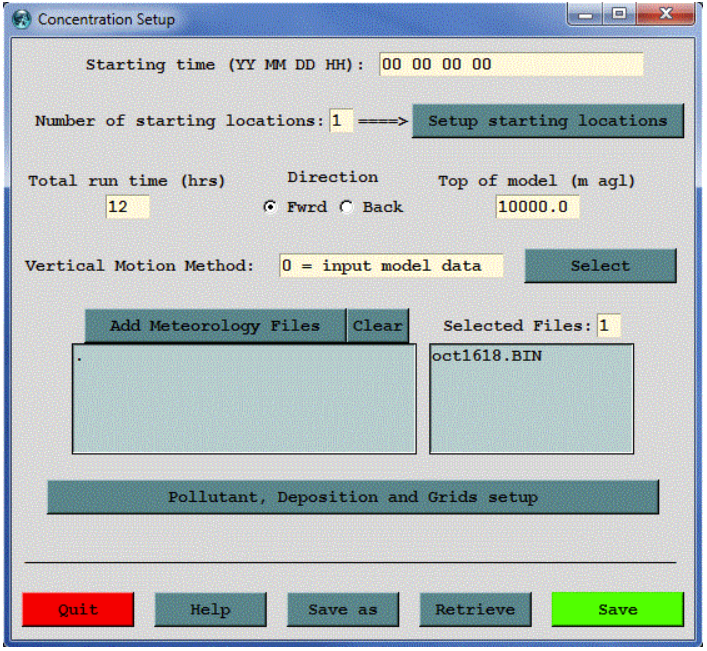 Concentration Setup
Starting time (YY MM DD HH): 00 00 00 00
Number of starting locations: 1 ====> Setup starting locations
Total run time (hrs) Direction Top of model (m agl)
12 Fwrd Back 10000.0
Vertical Motion Method: 0 = input model data Select
Add Meteorology Files Clear Selected Files: 1
. oct1618.BIN
Pollutant, Deposition and Grids setup
Quit Help Save as Retrieve Save